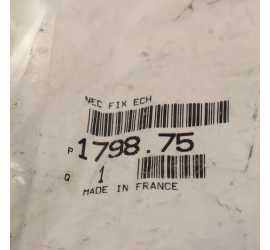 NEC FIX ECH
P 1798.75
Q 1
MADE IN FRANCE